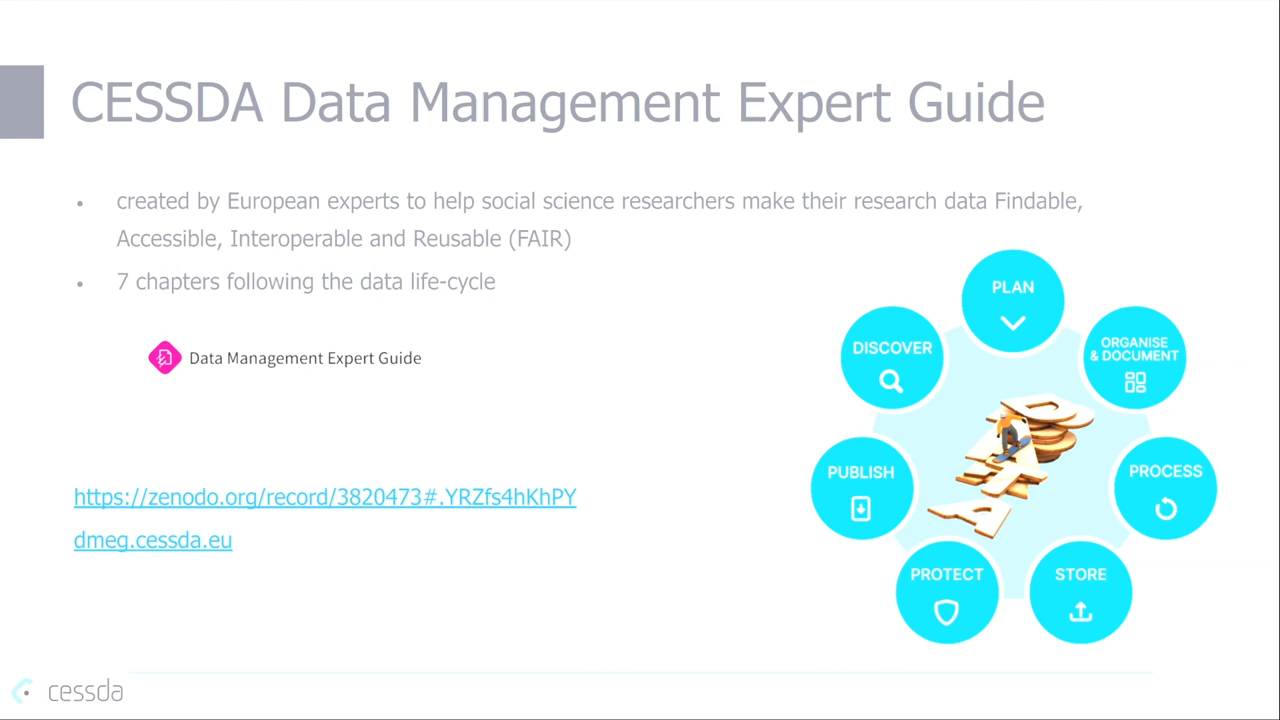 CESSDA Data Management Expert Guide
• created by European experts to help social science researchers make their research data Findable,
Accessible, Interoperable and Reusable (FAIR)
• 7 chapters following the data life-cycle
Data Management Expert Guide
https://zenodo.org/record/3820473#.YRZfs4hKhPY
dmeg.cessda.eu
PLAN
ORGANISE
& DOCUMENT
PROCESS
STORE
PROTECT
PUBLISH
DISCOVER
cessda